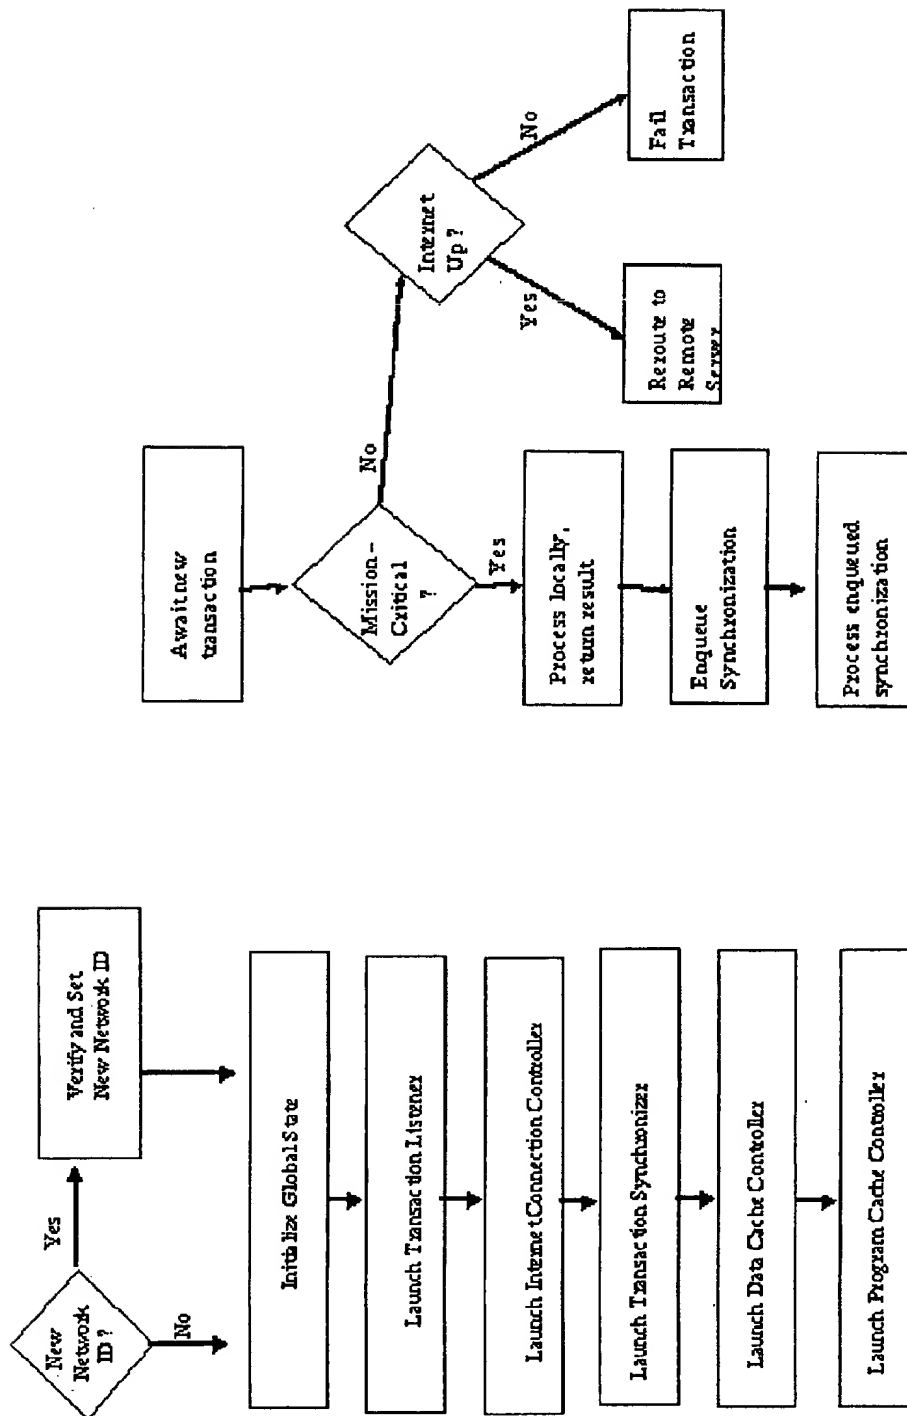 New
Network
ID?
Yes
No
Verify and Set
New Network ID
Initialize Global State
Launch Transaction Listener
Launch Internet Connection Controller
Launch Transaction Synchronizer
Launch Data Cache Controller
Launch Program Cache Controller
Await new
transaction
Mission-
Critical
?
No
Yes
Internet
Up?
Yes
No
Reroute to
Remote
Server
Fail
Transaction
Process locally,
return result
Enqueue
Synchronization
Process enqueued
synchronization